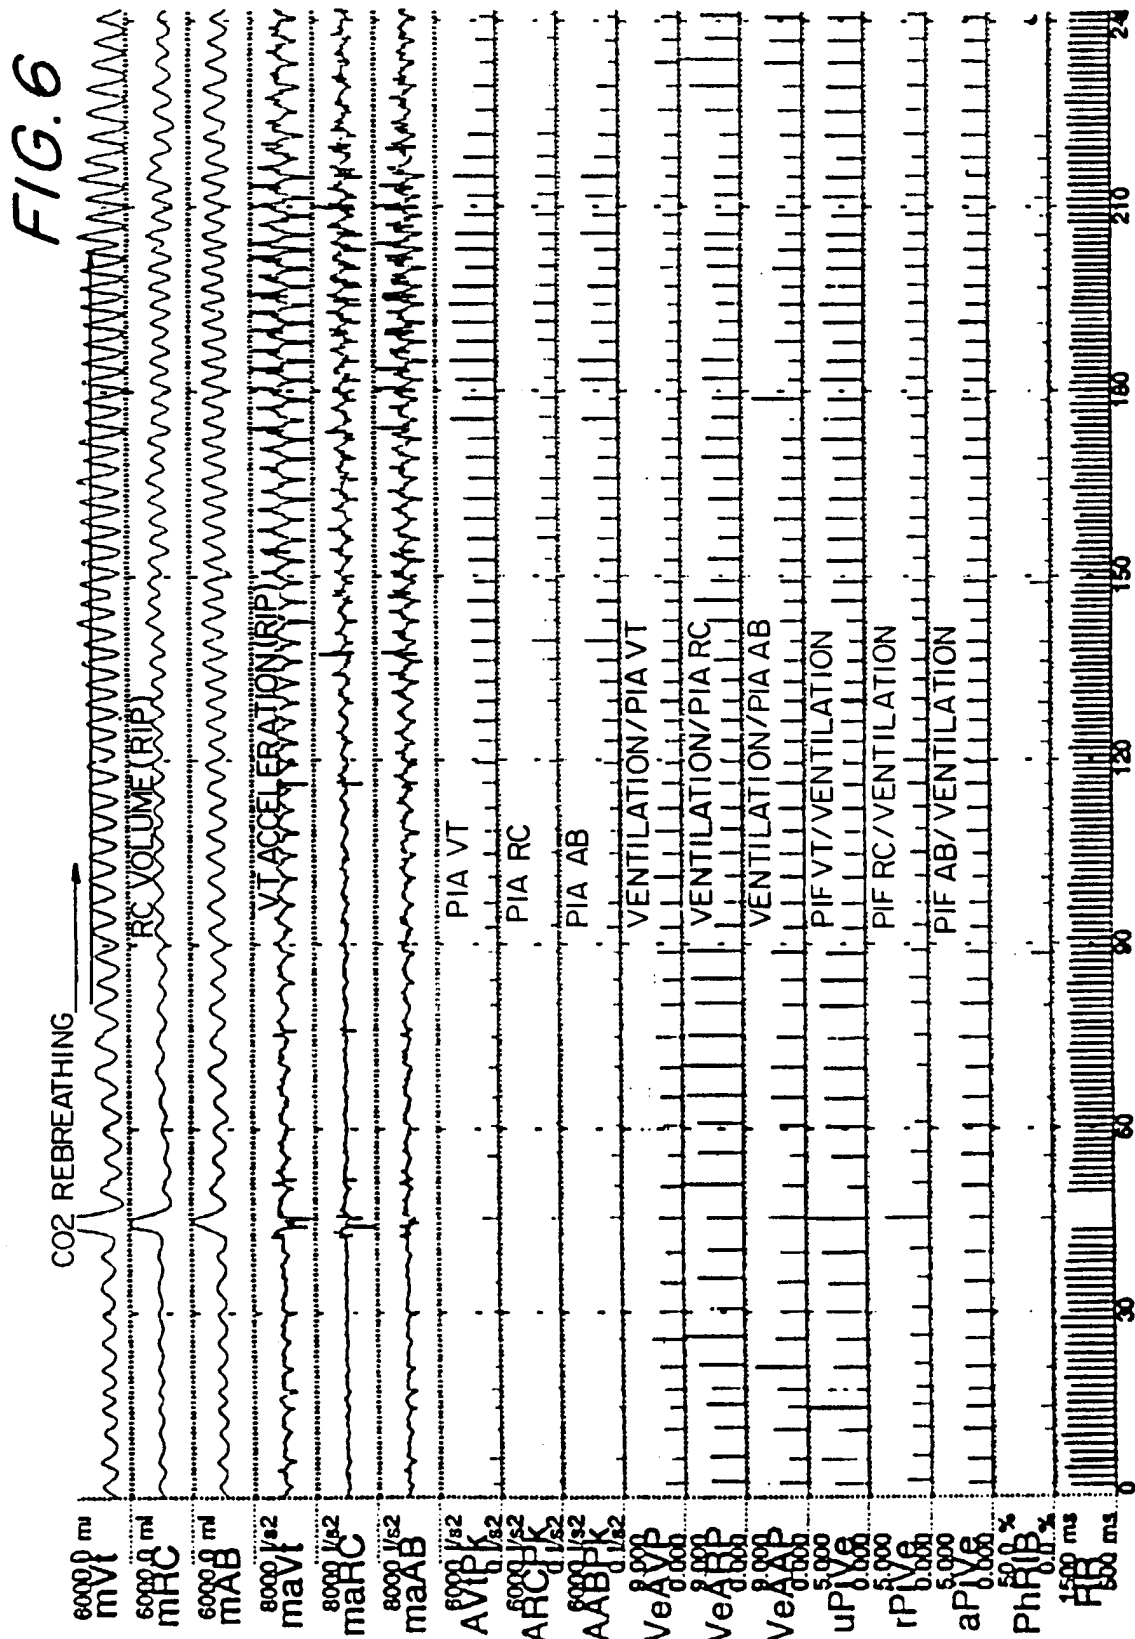 FIG. 6
CO2 REBREATHING
6000.0 ml
mVt
6000.0 ml
mRC
RC VOLUME (RIP)
6000.0 ml
mAB
8000 l/s2
maVt
VT ACCELERATION (RIP)
8000 l/s2
maRC
8000 l/s2
maAB
6000 l/s2
AVtPK
0 l/s2
PIA VT
6000 l/s2
ARCPK
0 l/s2
PIA RC
6000 l/s2
AABPK
0 l/s2
PIA AB
9.000
VeAVP
0.000
VENTILATION/PIA VT
9.000
VeARP
0.000
VENTILATION/PIA RC
9.000
VeAAP
0.000
VENTILATION/PIA AB
5.000
uPIVe
0.000
PIF VT/VENTILATION
5.000
rPIVe
0.000
PIF RC/VENTILATION
5.000
aPIVe
0.000
PIF AB/VENTILATION
50.0 %
PhRIB
0.0 %
1500 ms
RR
500 ms
0 30 60 90 120 150 180 210